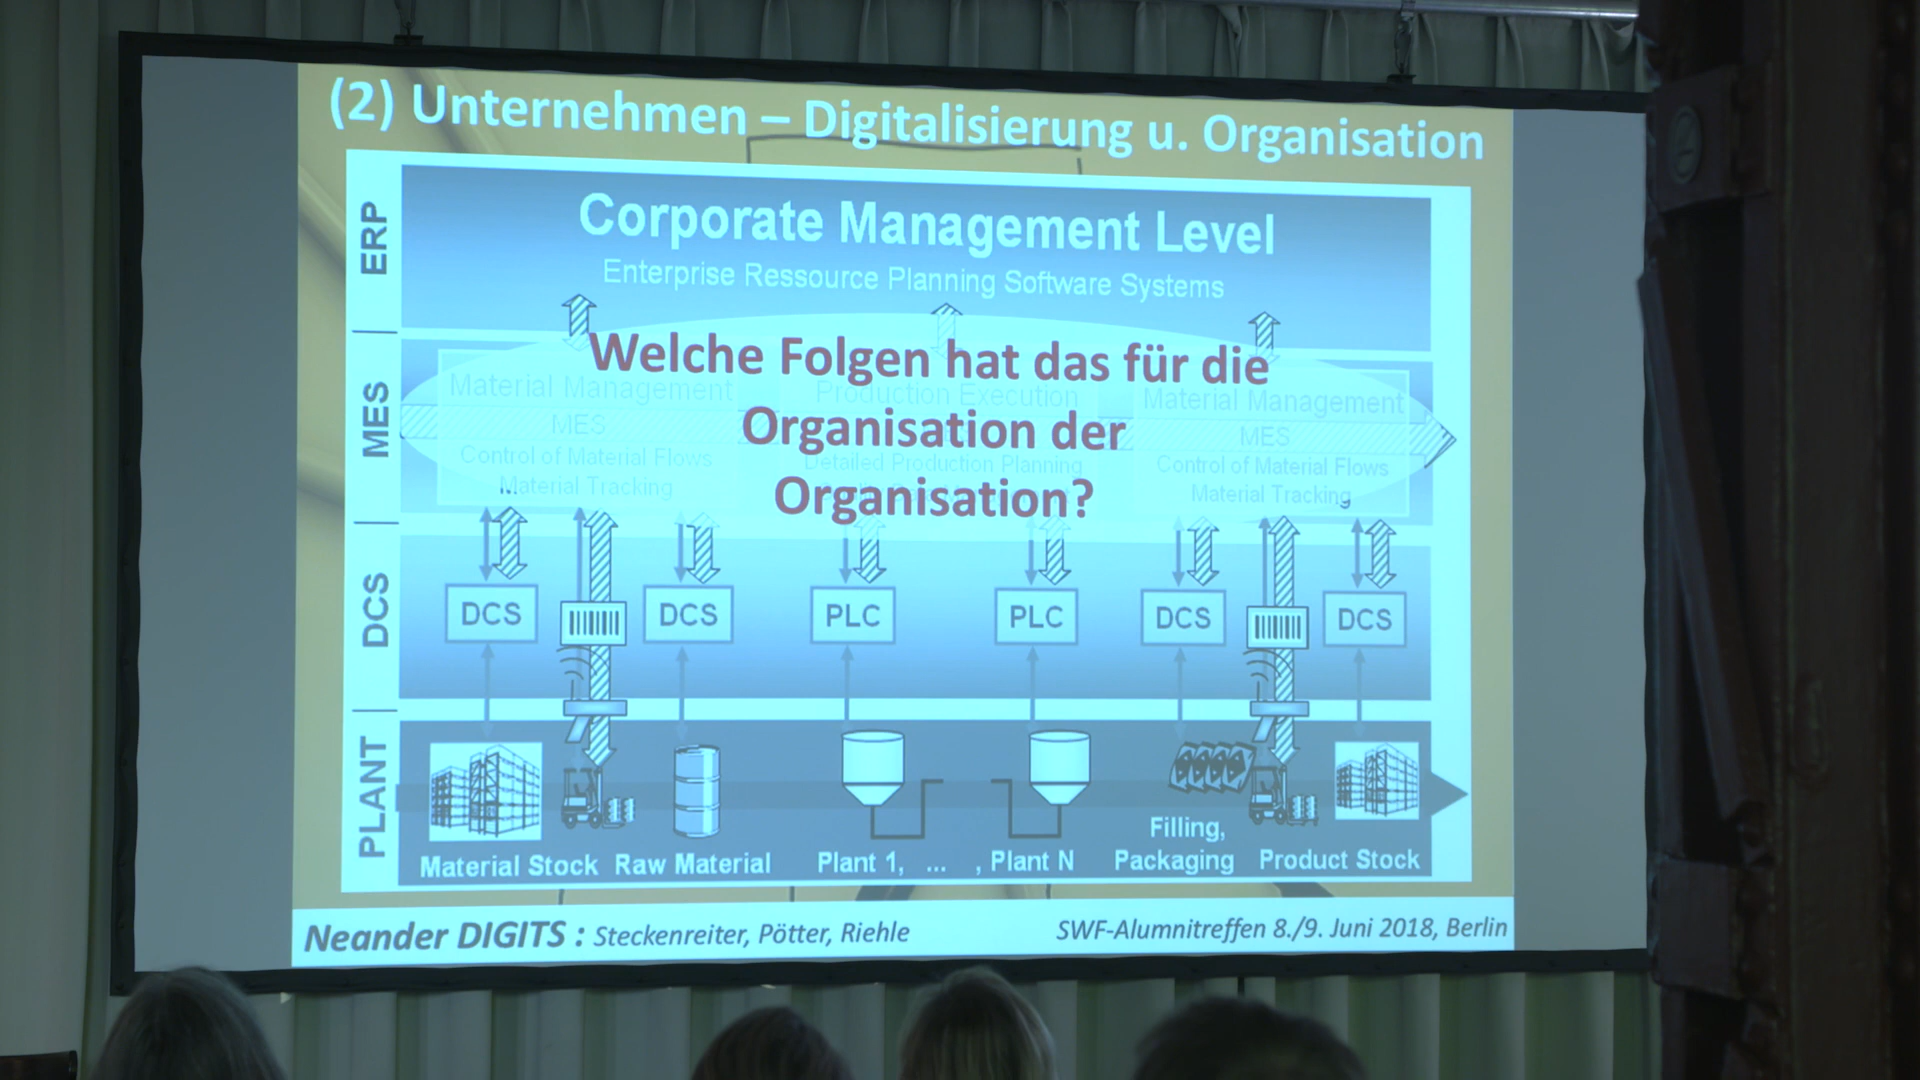 (2) Unternehmen – Digitalisierung u. Organisation
ERP
Corporate Management Level
Enterprise Ressource Planning Software Systems
Welche Folgen hat das für die
Organisation der
Organisation?
MES
Material Management
MES
Control of Material Flows
Material Tracking
Production Execution
Detailed Production Planning
Material Management
MES
Control of Material Flows
Material Tracking
DCS
DCS
DCS
PLC
PLC
DCS
DCS
PLANT
Material Stock
Raw Material
Plant 1, ... , Plant N
Filling,
Packaging
Product Stock
Neander DIGITS : Steckenreiter, Pötter, Riehle
SWF-Alumnitreffen 8./9. Juni 2018, Berlin